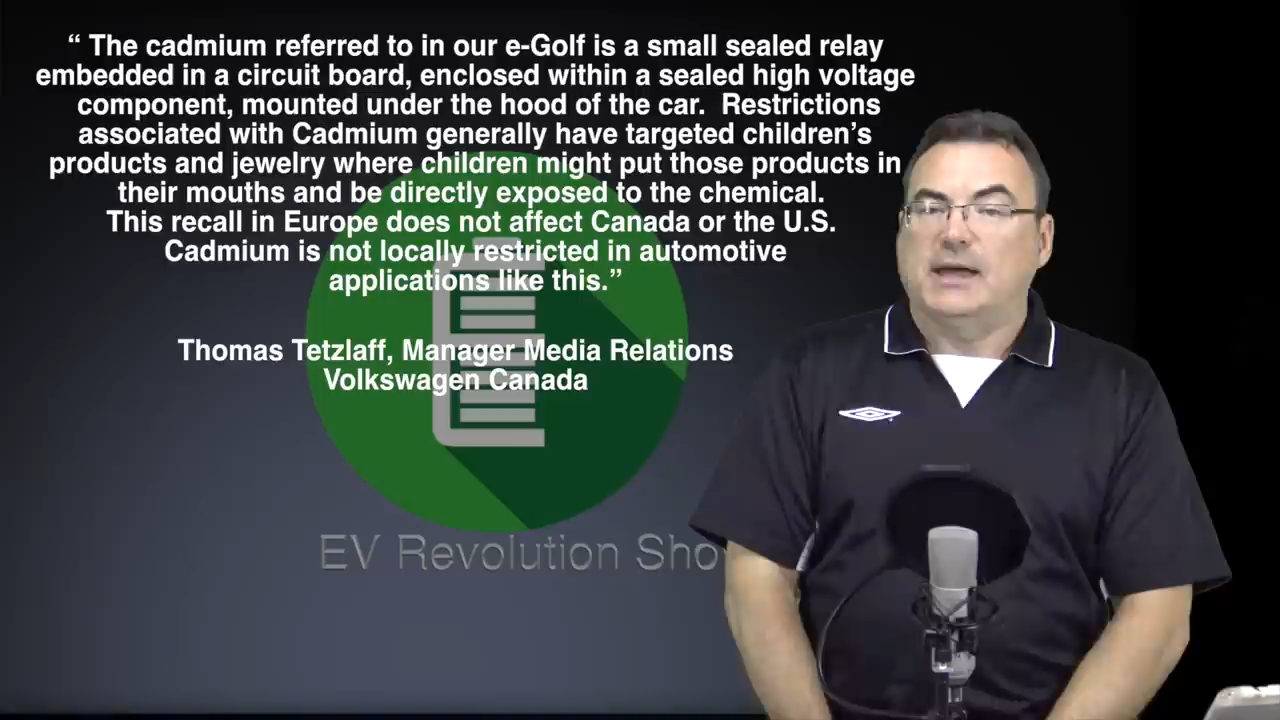 “ The cadmium referred to in our e-Golf is a small sealed relay
embedded in a circuit board, enclosed within a sealed high voltage
component, mounted under the hood of the car.  Restrictions
associated with Cadmium generally have targeted children’s
products and jewelry where children might put those products in
their mouths and be directly exposed to the chemical.
This recall in Europe does not affect Canada or the U.S.
Cadmium is not locally restricted in automotive
applications like this.”
Thomas Tetzlaff, Manager Media Relations
Volkswagen Canada
EV Revolution Sho